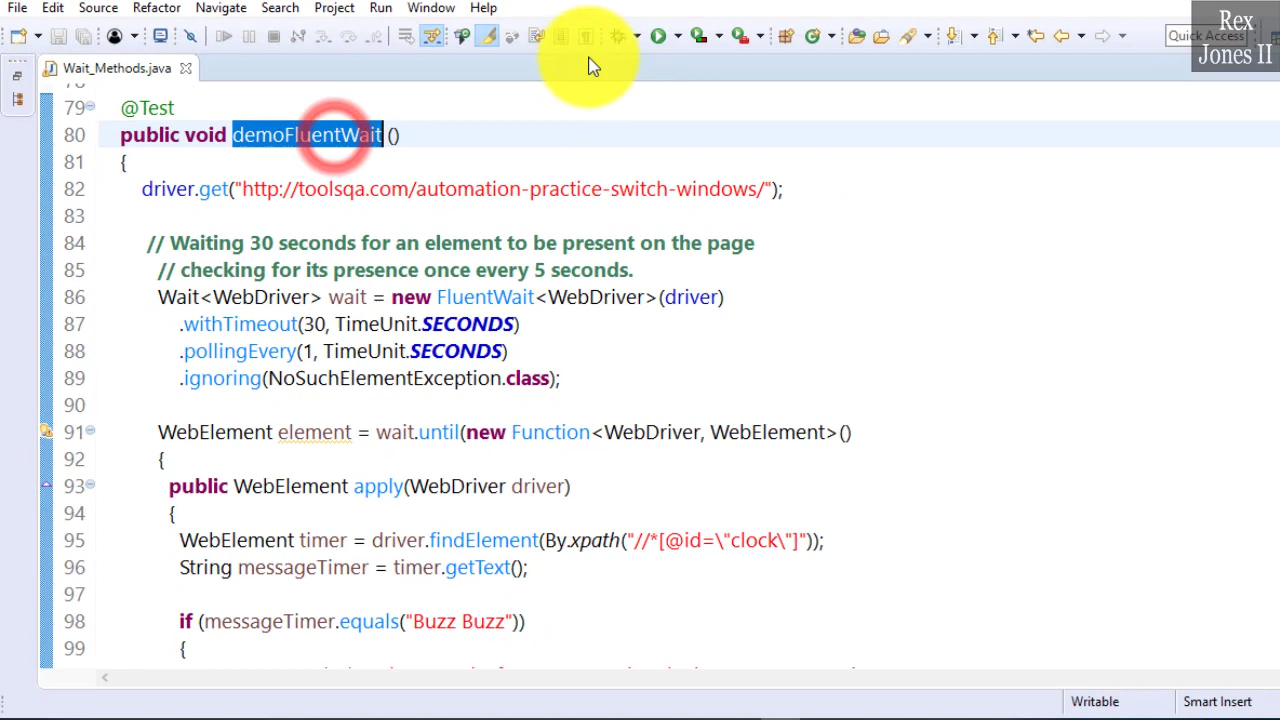 File Edit Source Refactor Navigate Search Project Run Window Help
Quick Access
Rex
Jones II
Wait_Methods.java
79 @Test
80 public void demoFluentWait ()
81 {
82 driver.get("http://toolsqa.com/automation-practice-switch-windows/");
83
84 // Waiting 30 seconds for an element to be present on the page
85 // checking for its presence once every 5 seconds.
86 Wait<WebDriver> wait = new FluentWait<WebDriver>(driver)
87 .withTimeout(30, TimeUnit.SECONDS)
88 .pollingEvery(1, TimeUnit.SECONDS)
89 .ignoring(NoSuchElementException.class);
90
91 WebElement element = wait.until(new Function<WebDriver, WebElement>()
92 {
93 public WebElement apply(WebDriver driver)
94 {
95 WebElement timer = driver.findElement(By.xpath("//*[@id=\"clock\"]"));
96 String messageTimer = timer.getText();
97
98 if (messageTimer.equals("Buzz Buzz"))
99 {
Writable Smart Insert